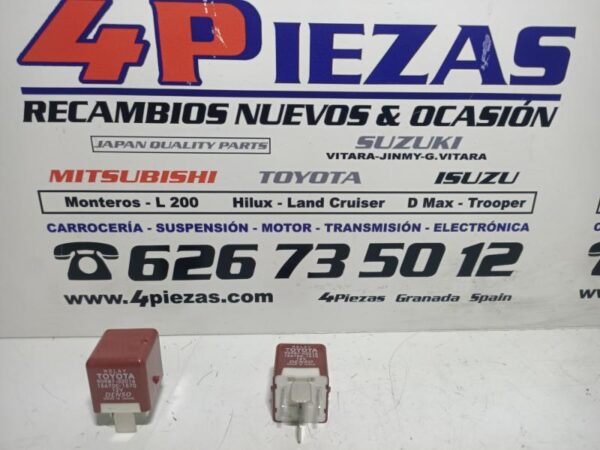 4PIEZAS
RECAMBIOS NUEVOS & OCASIÓN
JAPAN QUALITY PARTS
SUZUKI
VITARA-JINMY-G.VITARA
MITSUBISHI TOYOTA ISUZU
Monteros - L 200 Hilux - Land Cruiser D Max - Trooper
CARROCERÍA - SUSPENSIÓN - MOTOR - TRANSMISIÓN - ELECTRÓNICA
626 73 50 12
www.4piezas.com
4Piezas Granada Spain
RELAY
TOYOTA
12V
DENSO
RELAY
TOYOTA
DENSO